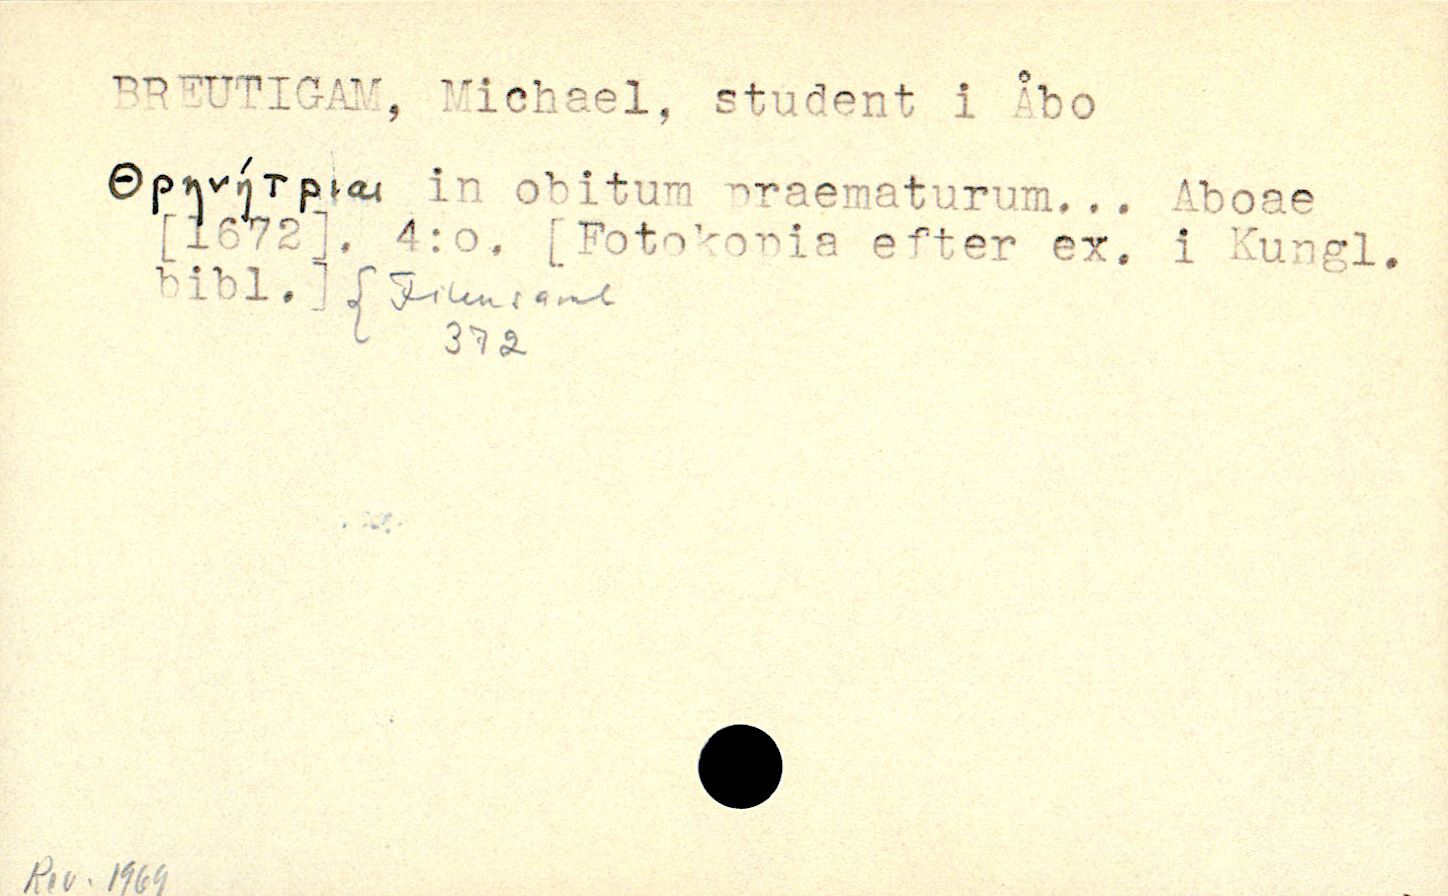 BREUTIGAM, Michael, student i Åbo
Θρηνήτριαι in obitum praematurum... Aboae
[1672]. 4:o. [Fotokopia efter ex. i Kungl.
bibl.] { Filmsaml
372
Rev. 1969